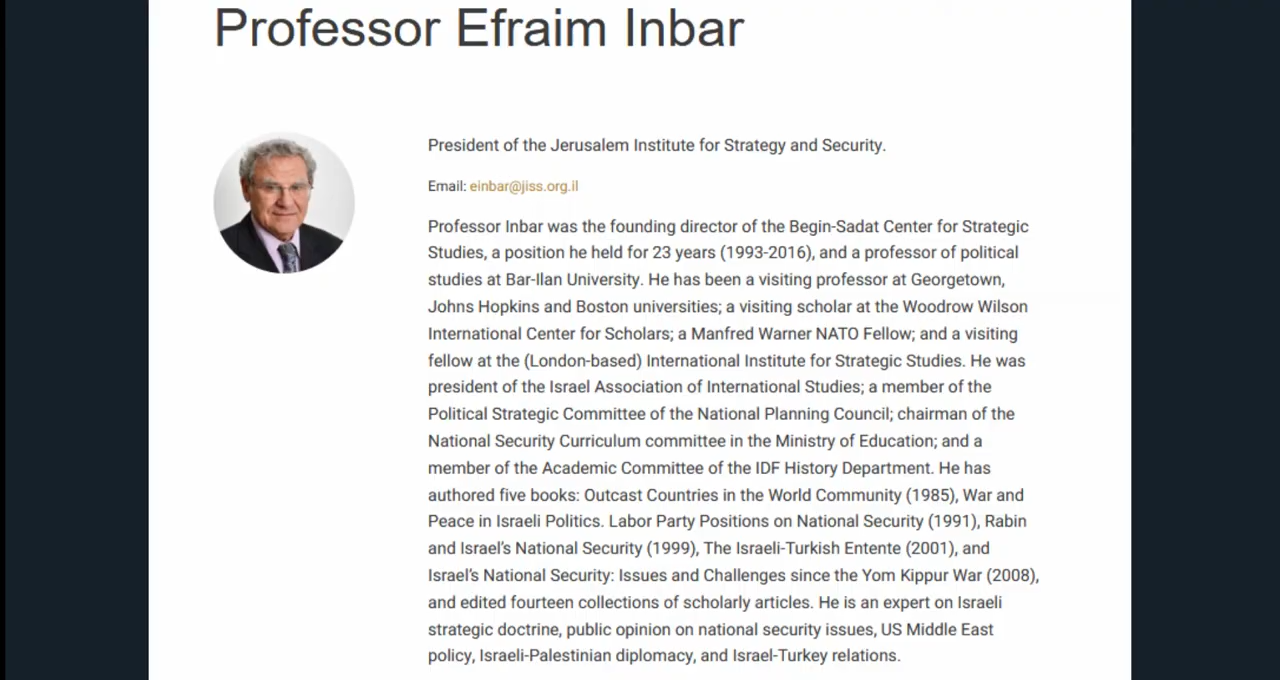 Professor Efraim Inbar
President of the Jerusalem Institute for Strategy and Security.
Email: einbar@jiss.org.il
Professor Inbar was the founding director of the Begin-Sadat Center for Strategic
Studies, a position he held for 23 years (1993-2016), and a professor of political
studies at Bar-Ilan University. He has been a visiting professor at Georgetown,
Johns Hopkins and Boston universities; a visiting scholar at the Woodrow Wilson
International Center for Scholars; a Manfred Warner NATO Fellow; and a visiting
fellow at the (London-based) International Institute for Strategic Studies. He was
president of the Israel Association of International Studies; a member of the
Political Strategic Committee of the National Planning Council; chairman of the
National Security Curriculum committee in the Ministry of Education; and a
member of the Academic Committee of the IDF History Department. He has
authored five books: Outcast Countries in the World Community (1985), War and
Peace in Israeli Politics. Labor Party Positions on National Security (1991), Rabin
and Israel’s National Security (1999), The Israeli-Turkish Entente (2001), and
Israel’s National Security: Issues and Challenges since the Yom Kippur War (2008),
and edited fourteen collections of scholarly articles. He is an expert on Israeli
strategic doctrine, public opinion on national security issues, US Middle East
policy, Israeli-Palestinian diplomacy, and Israel-Turkey relations.